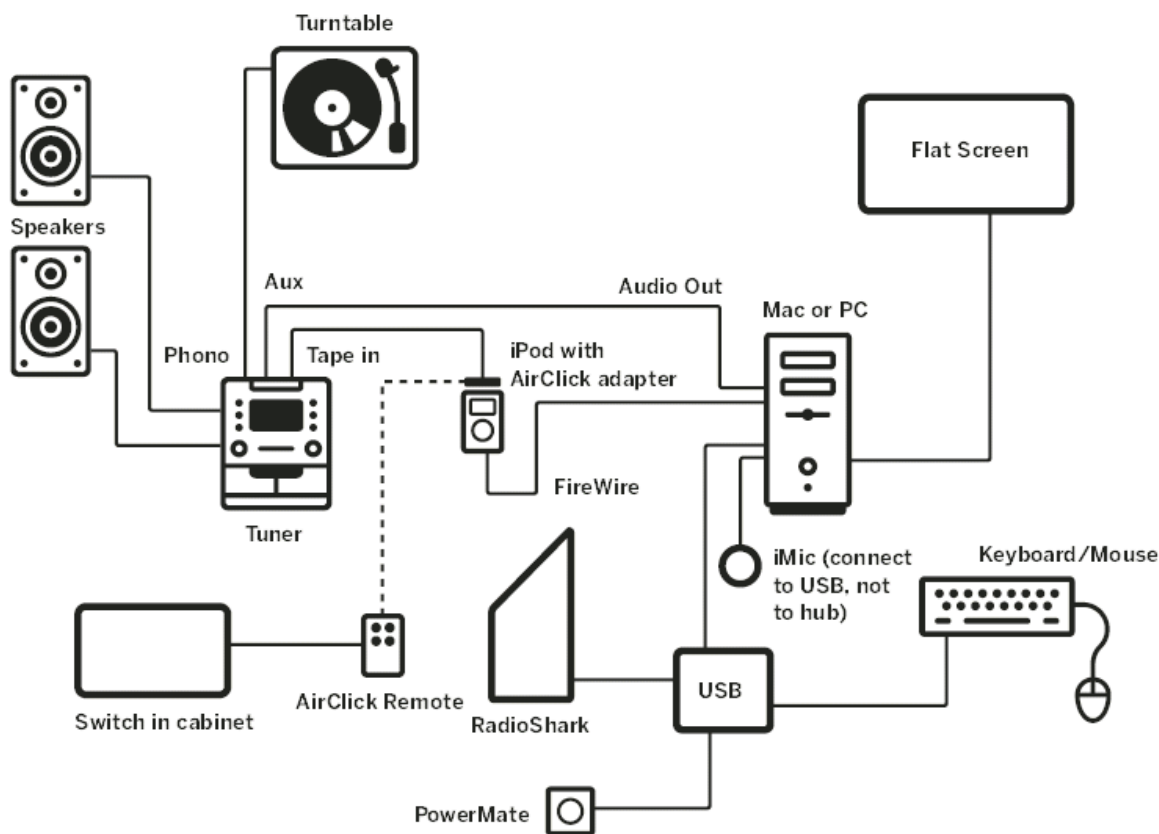 Turntable
Flat Screen
Speakers
Aux
Audio Out
Mac or PC
Phono
Tape in
iPod with
AirClick adapter
FireWire
Tuner
iMic (connect
to USB, not
to hub)
Keyboard/Mouse
USB
AirClick Remote
Switch in cabinet
RadioShark
PowerMate